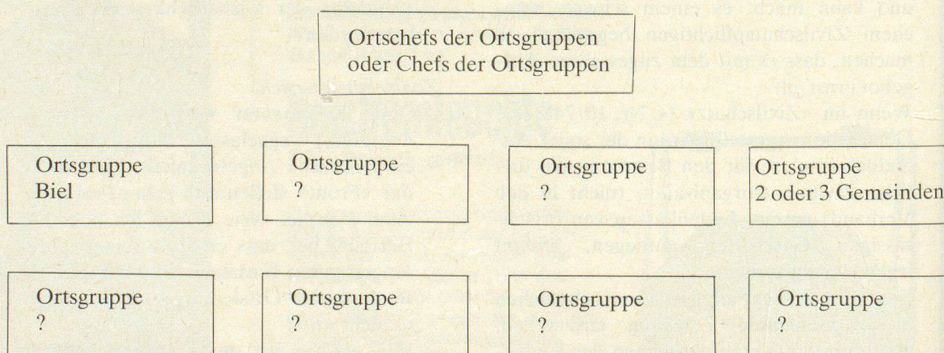 Ortschefs der Ortsgruppen
oder Chefs der Ortsgruppen
Ortsgruppe
Biel
Ortsgruppe
?
Ortsgruppe
?
Ortsgruppe
2 oder 3 Gemeinden
Ortsgruppe
?
Ortsgruppe
?
Ortsgruppe
?
Ortsgruppe
?